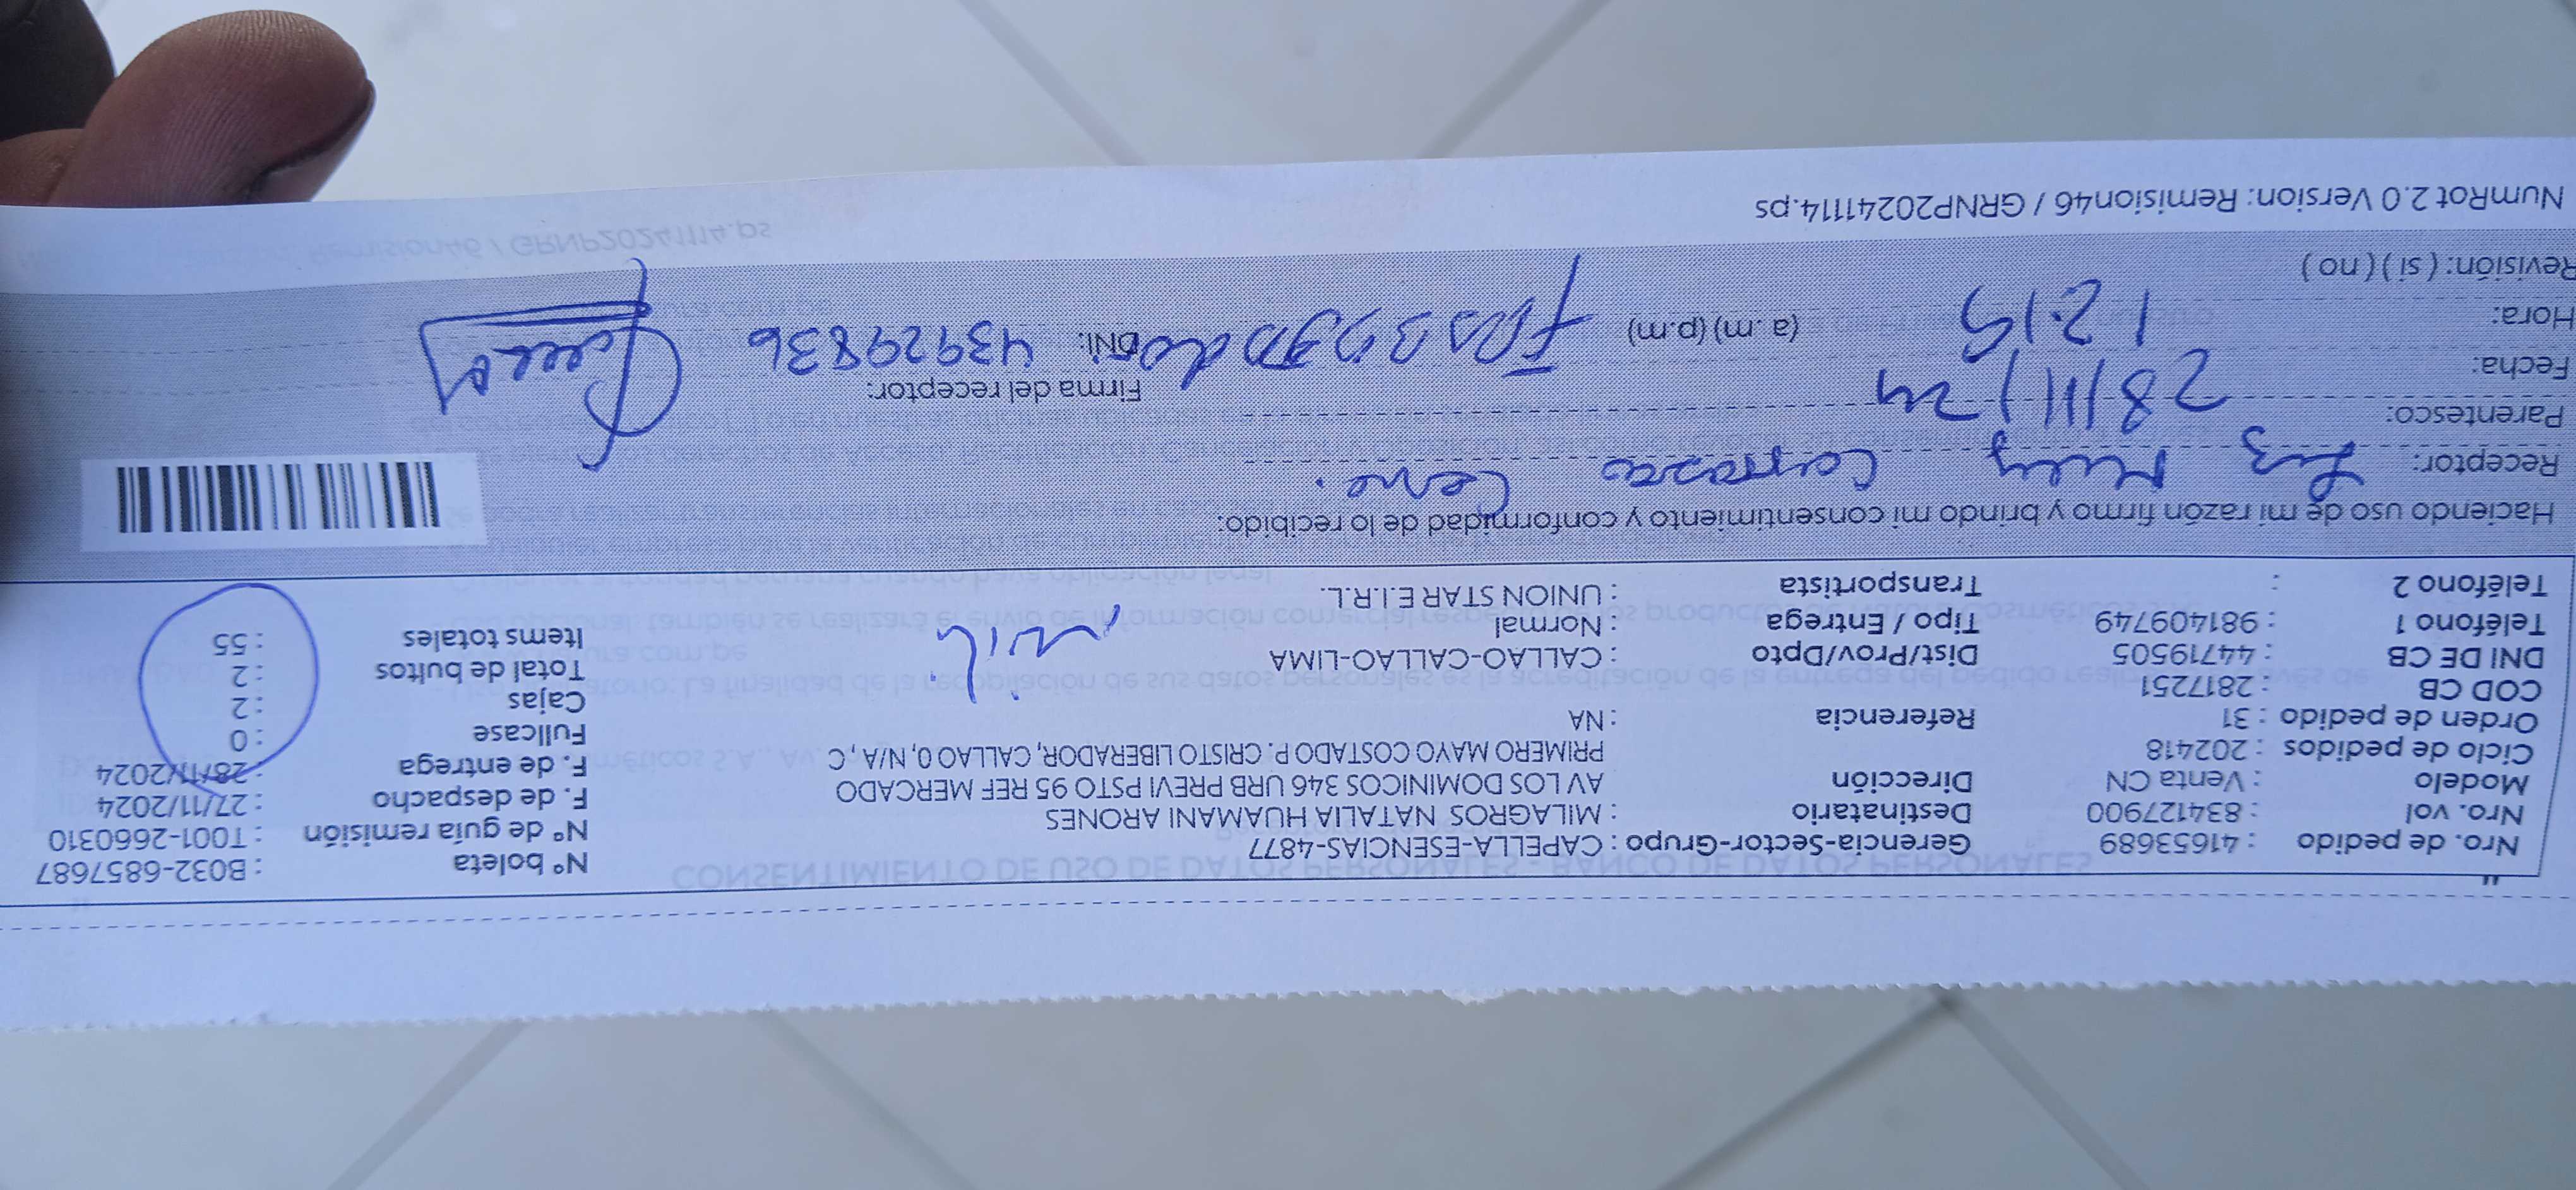 Nro. de pedido : 41653689 Gerencia-Sector-Grupo : CAPELLA-ESENCIAS-4877 N° boleta : B032-6857687
Nro. vol : 834127900 Destinatario : MILAGROS NATALIA HUAMANI ARONES N° de guía remisión : T001-2660310
Modelo : Venta CN Dirección AV LOS DOMINICOS 346 URB PREVI PSTO 95 REF MERCADO F. de despacho : 27/11/2024
Ciclo de pedidos : 202418 PRIMERO MAYO COSTADO P. CRISTO LIBERADOR, CALLAO 0, N/A , C F. de entrega : 28/11/2024
Orden de pedido : 31 Referencia : NA Fullcase : 0
COD CB : 2817251 Cajas : 2
DNI DE CB : 44719505 Dist/Prov/Dpto : CALLAO-CALLAO-LIMA Total de bultos : 2
Teléfono 1 : 981409749 Tipo / Entrega : Normal Items totales : 55
Teléfono 2 : Transportista : UNION STAR E.I.R.L.
Haciendo uso de mi razón firmo y brindo mi consentimiento y conformidad de lo recibido:
Receptor: Luz
Parentesco:
Fecha: 28/11/24 Firma del receptor:
Hora: 12:15 (a .m) (p.m) DNI: 43929836
Revisión: ( si ) ( no )
NumRot 2.0 Version: Remision46 / GRNP20241114.ps